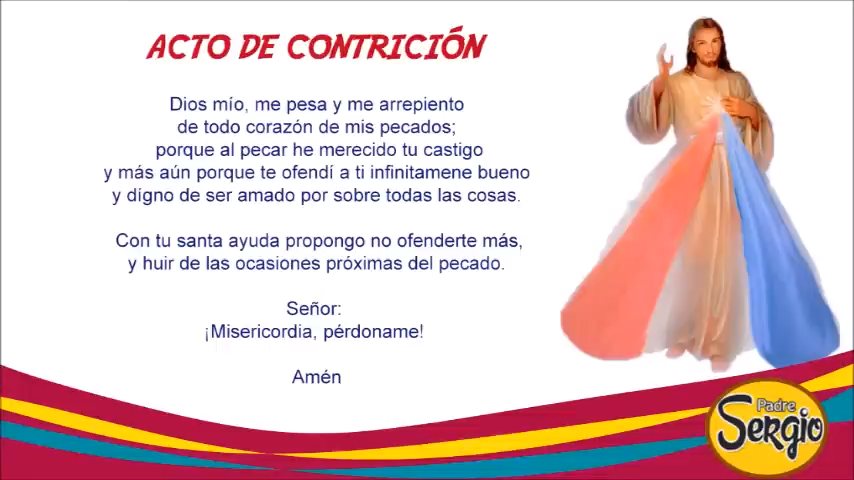 ACTO DE CONTRICIÓN
Dios mío, me pesa y me arrepiento
de todo corazón de mis pecados;
porque al pecar he merecido tu castigo
y más aún porque te ofendí a ti infinitamene bueno
y dígno de ser amado por sobre todas las cosas.
Con tu santa ayuda propongo no ofenderte más,
y huir de las ocasiones próximas del pecado.
Señor:
¡Misericordia, pérdoname!
Amén
Padre
Sergio